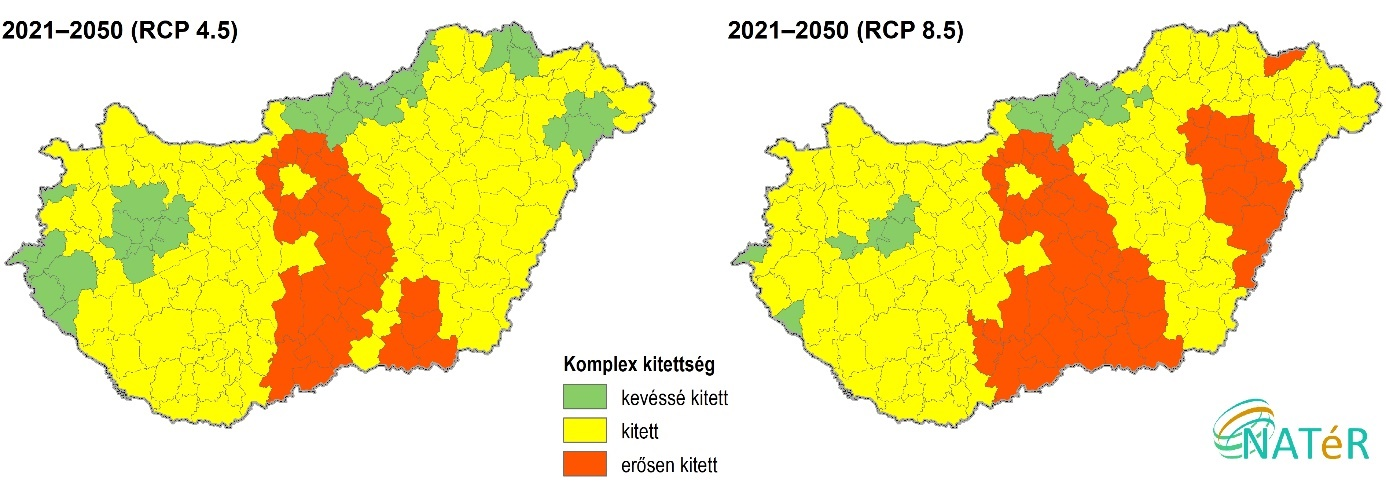 2021–2050 (RCP 4.5)
2021–2050 (RCP 8.5)
Komplex kitettség
kevéssé kitett
kitett
erősen kitett
NATéR